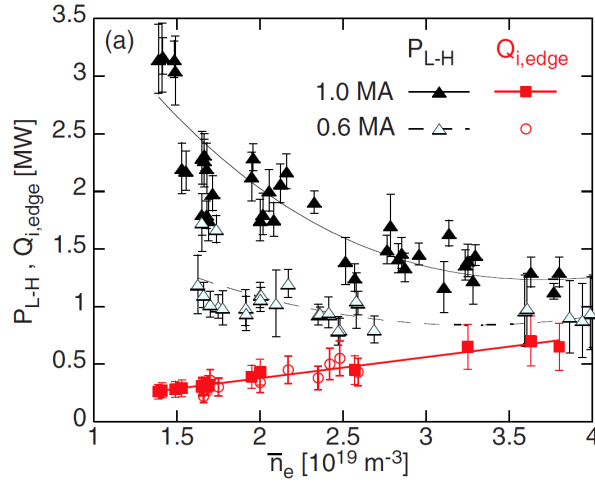 (a)
P_L-H Q_i,edge
1.0 MA
0.6 MA
P_L-H , Q_i,edge [MW]
3.5
3
2.5
2
1.5
1
0.5
0
1 1.5 2 2.5 3 3.5 4
n̅_e [10^19 m^-3]